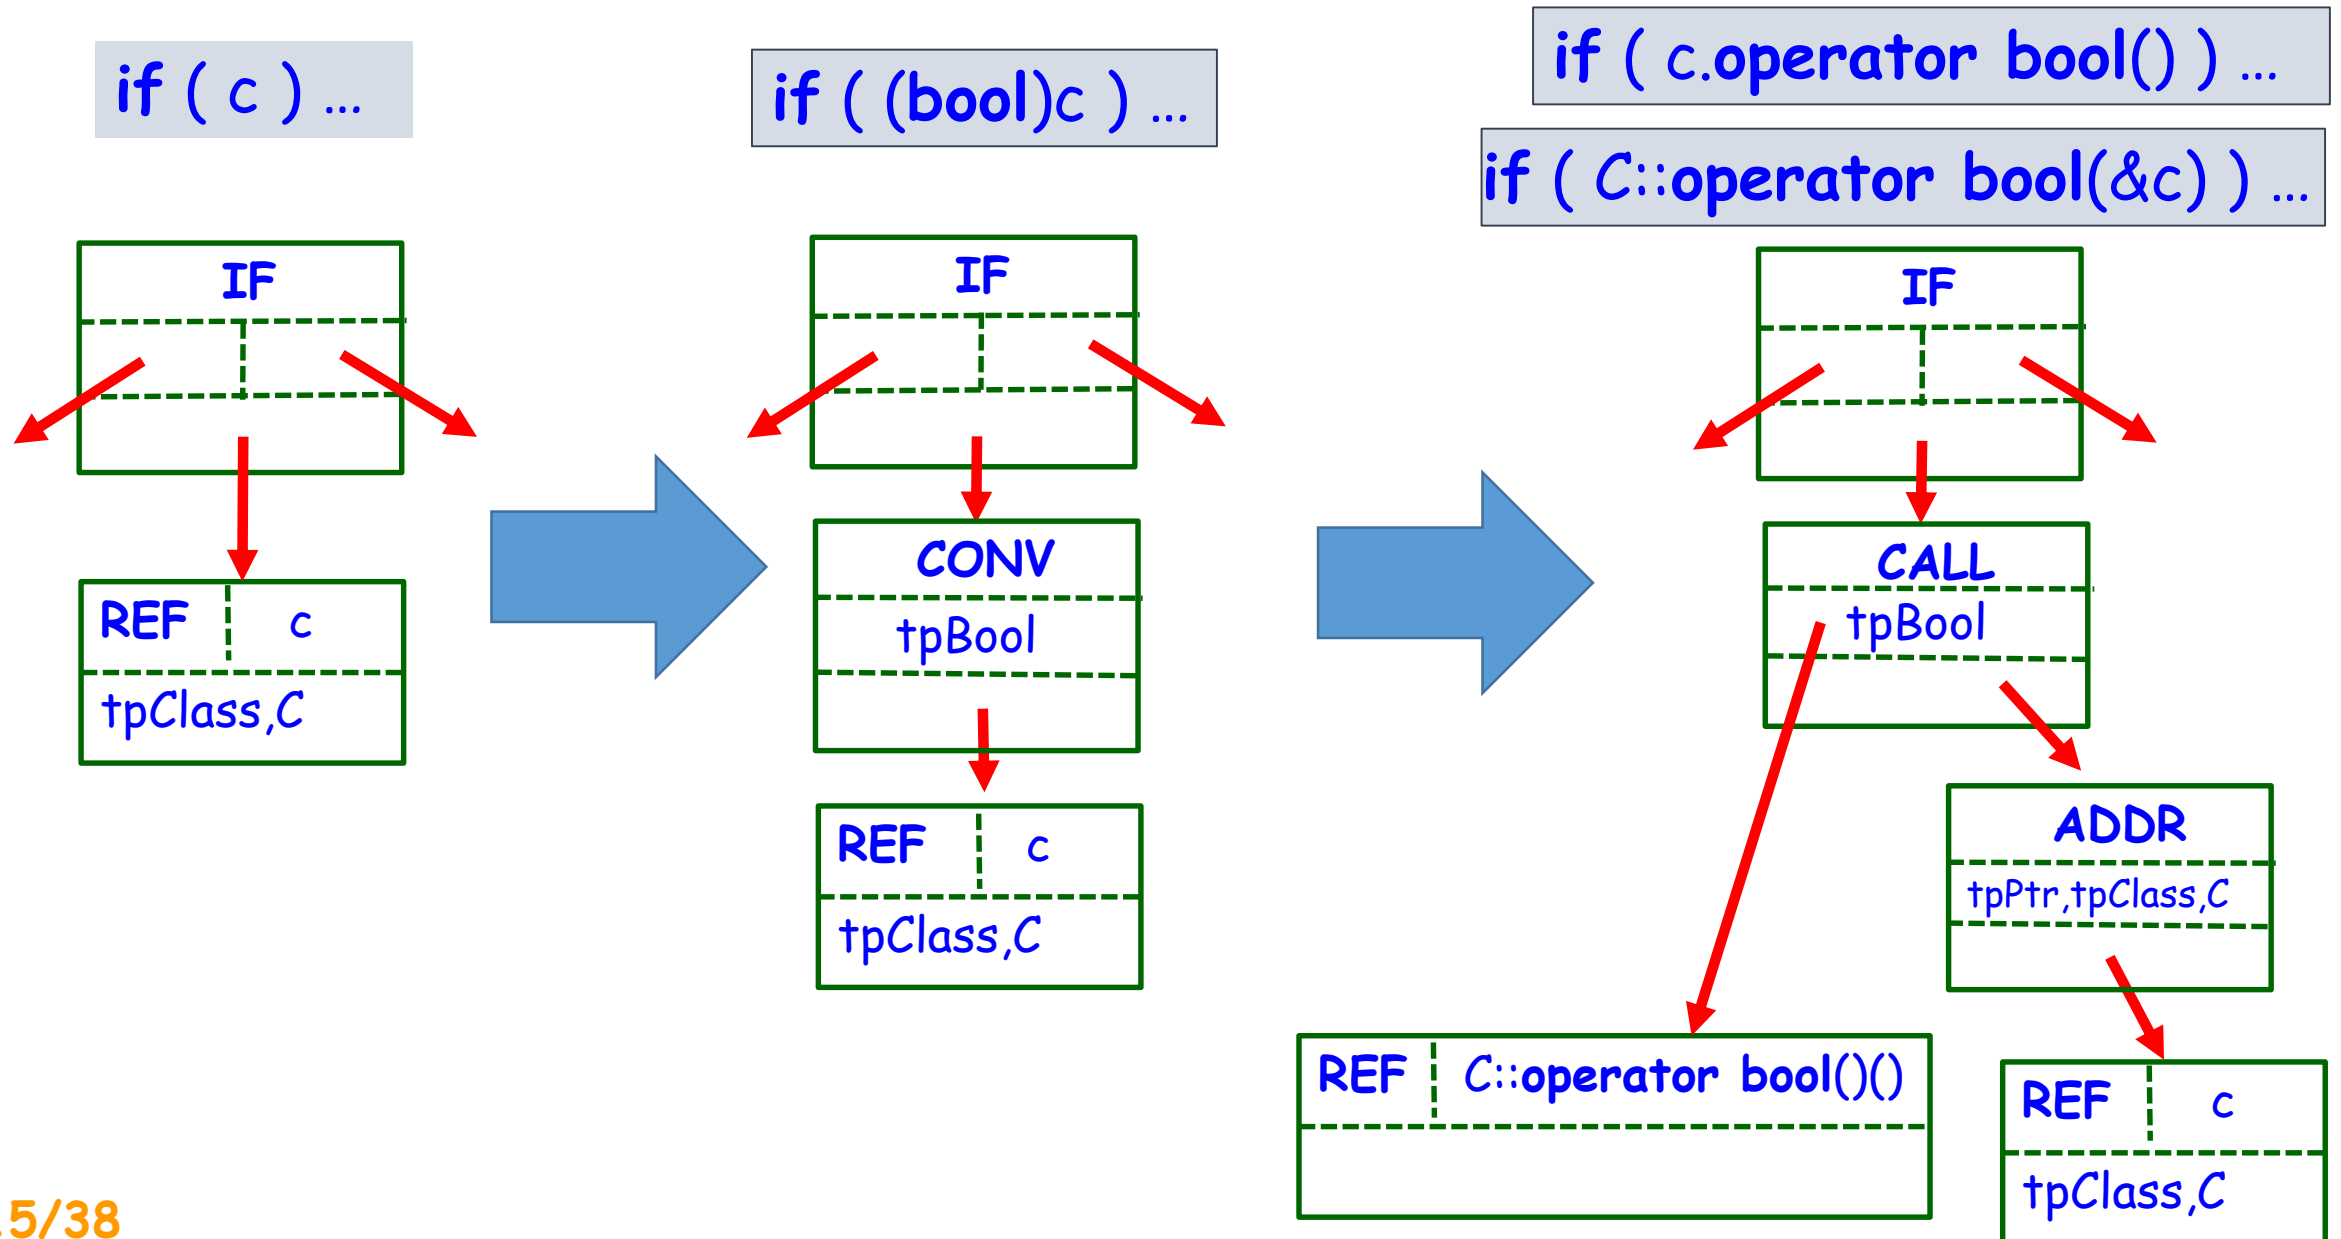 if ( c ) …
IF
REF c
tpClass,C
if ( (bool)c ) …
IF
CONV
tpBool
REF c
tpClass,C
if ( c.operator bool() ) …
if ( C::operator bool(&c) ) …
IF
CALL
tpBool
ADDR
tpPtr,tpClass,C
REF C::operator bool()()
REF c
tpClass,C
5/38